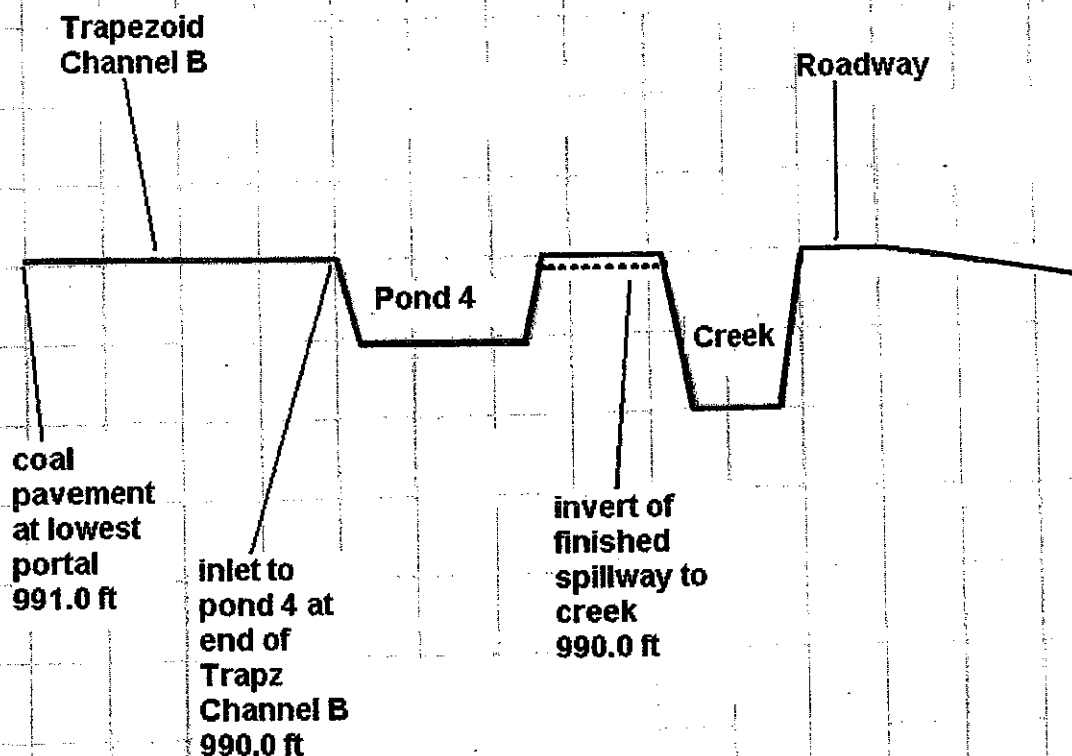 Trapezoid
Channel B
Roadway
Pond 4
Creek
coal
pavement
at lowest
portal
991.0 ft
inlet to
pond 4 at
end of
Trapz
Channel B
990.0 ft
invert of
finished
spillway to
creek
990.0 ft